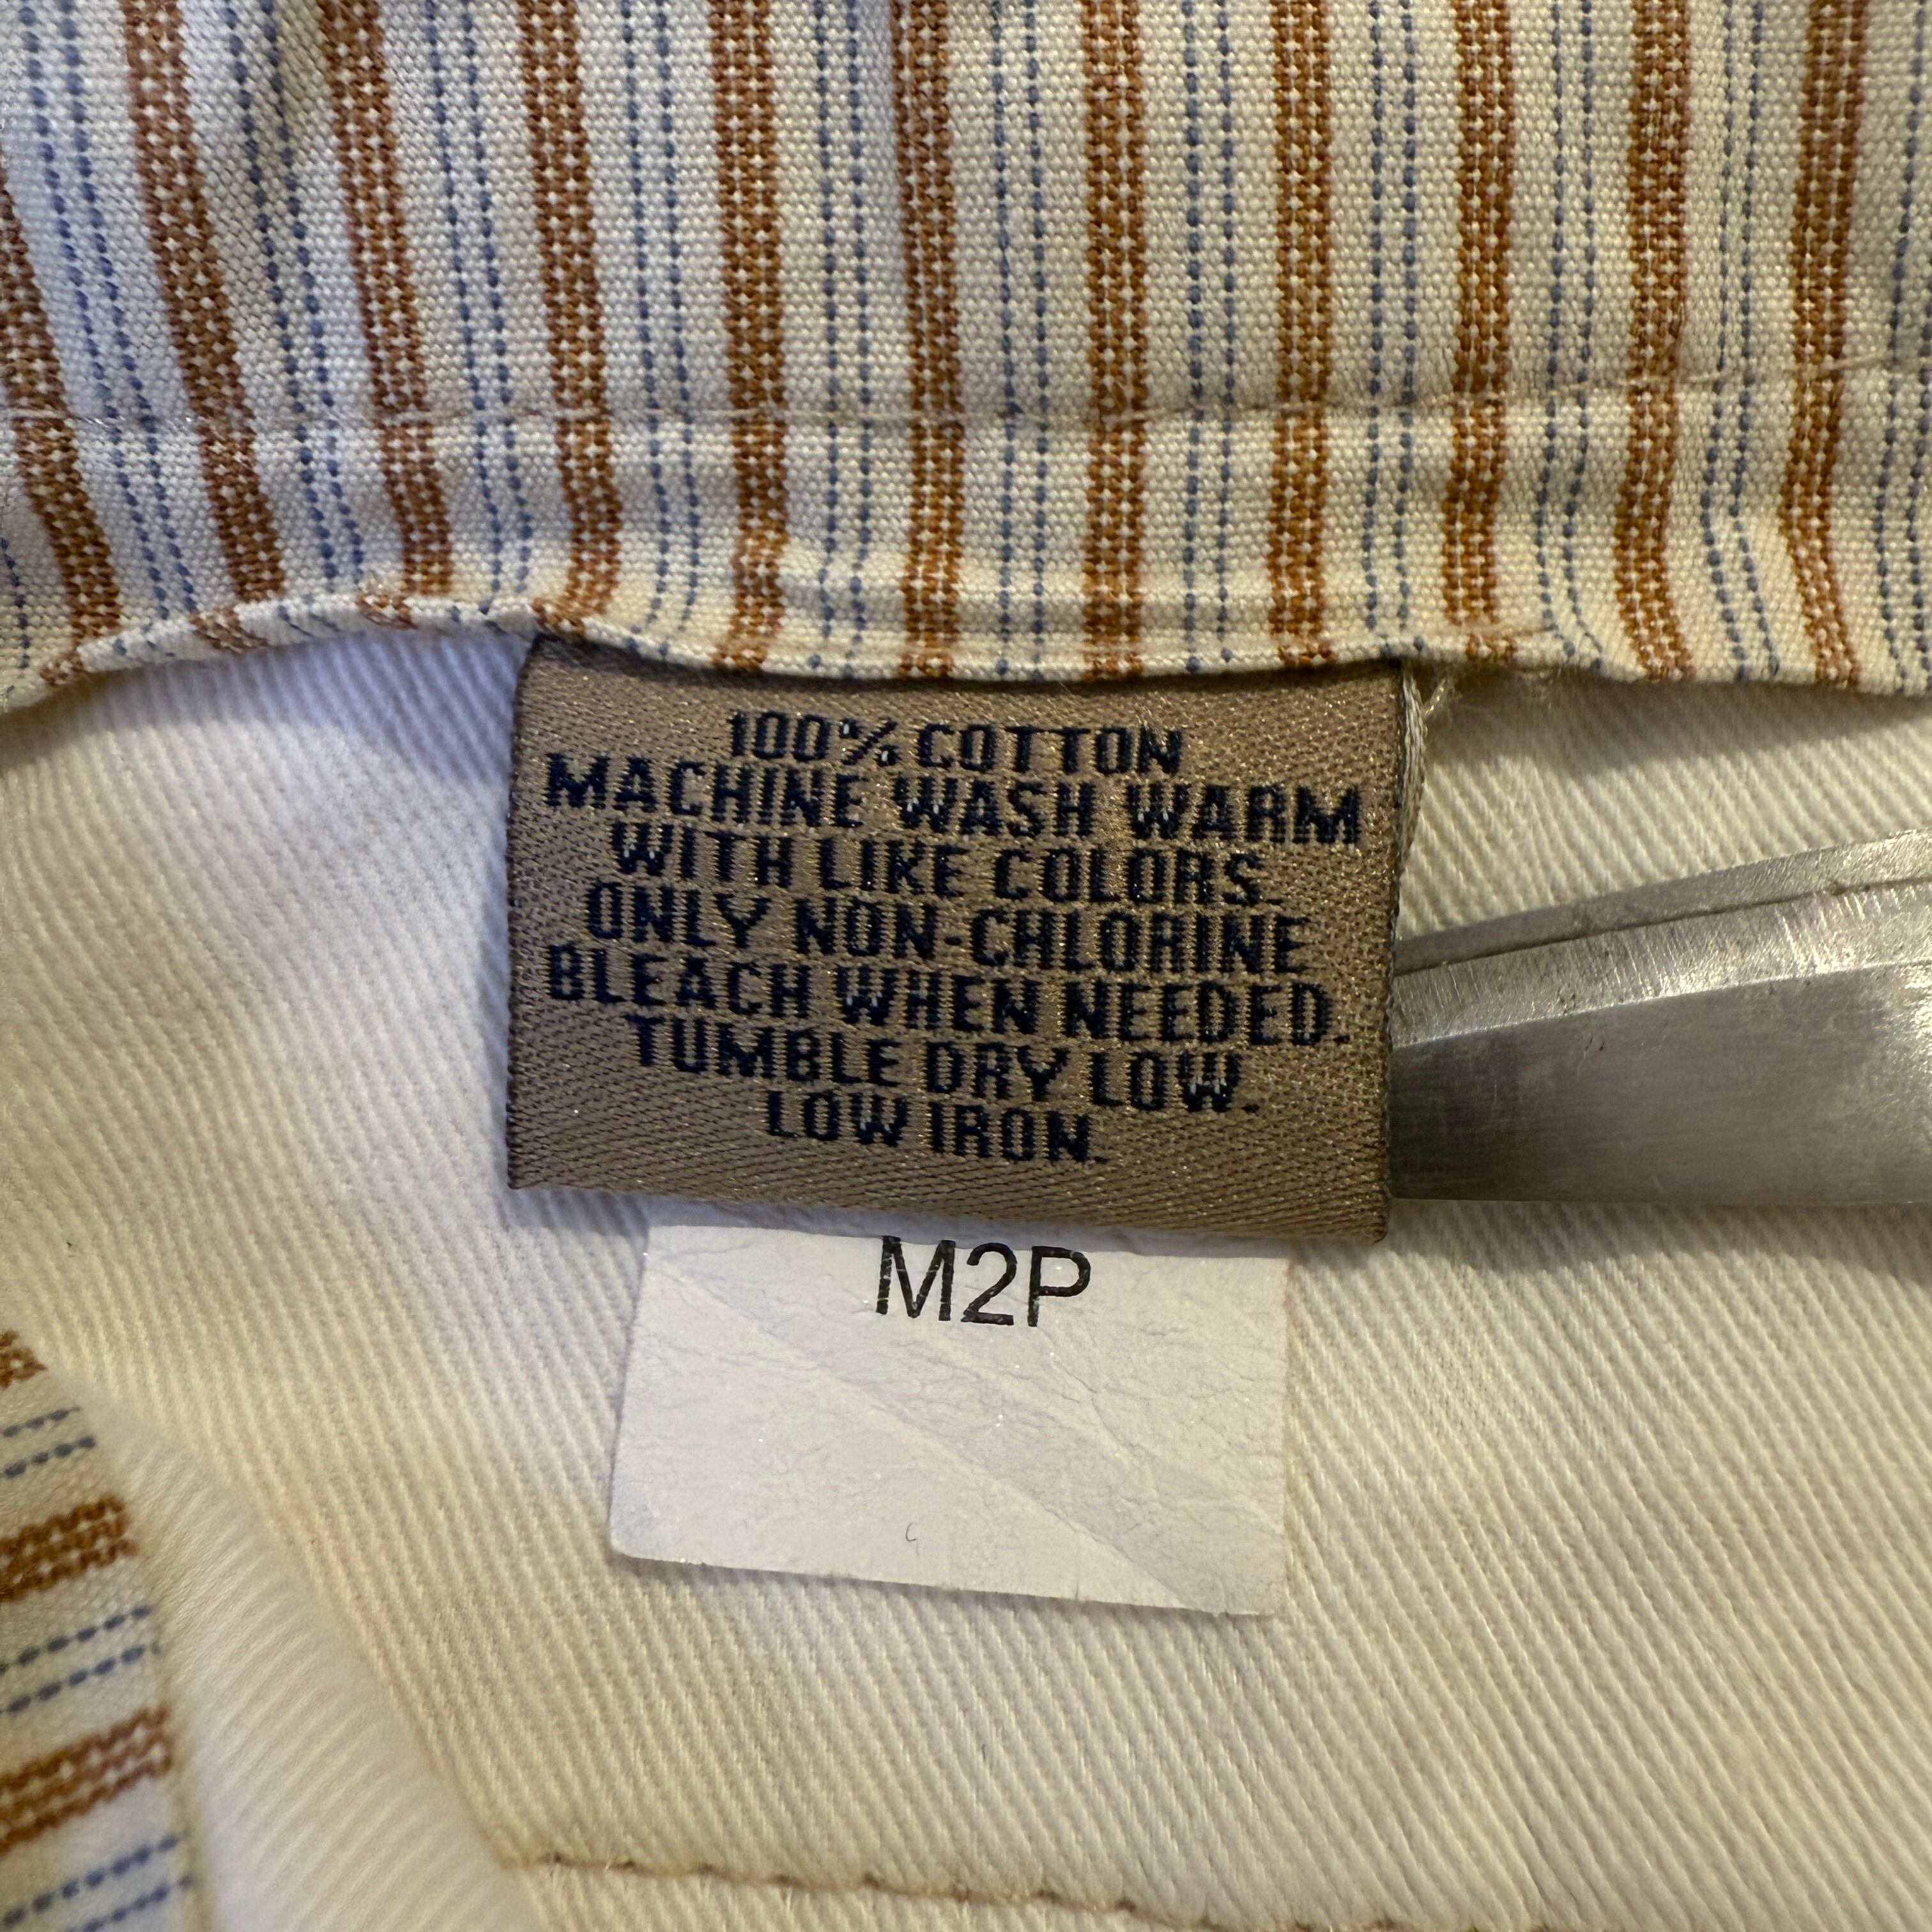 100% COTTON
MACHINE WASH WARM
WITH LIKE COLORS.
ONLY NON-CHLORINE
BLEACH WHEN NEEDED.
TUMBLE DRY LOW.
LOW IRON.
M2P